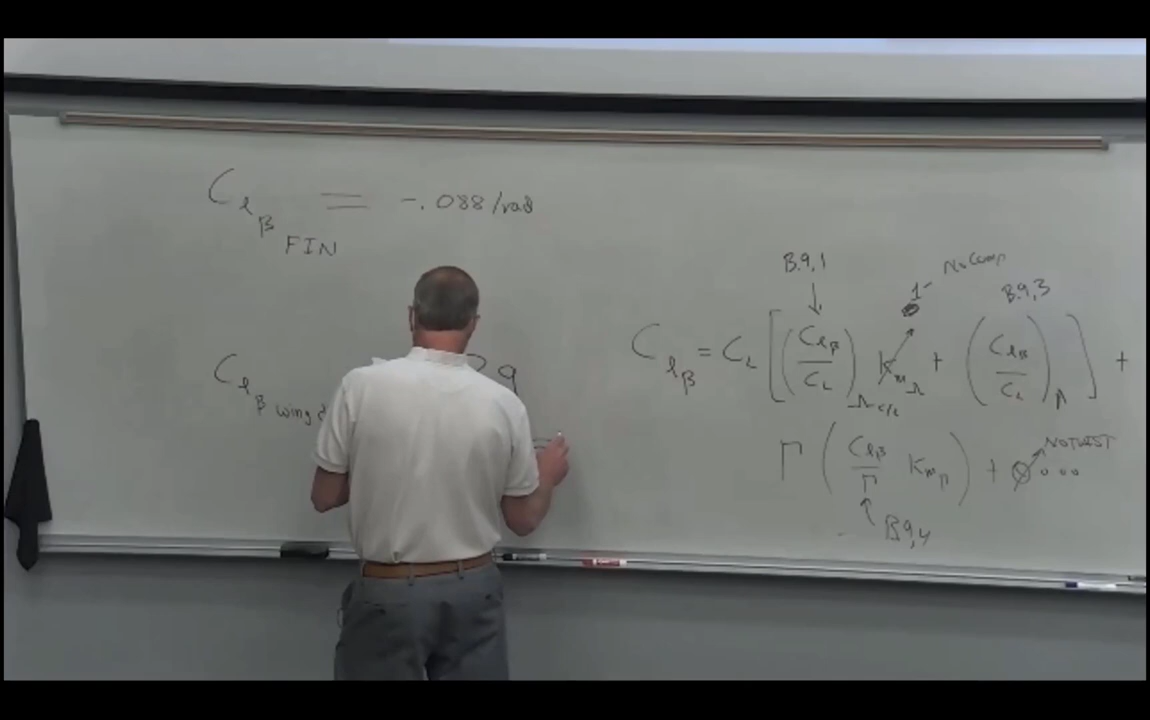 C_lβ FIN = -.088/rad
C_lβ wing
B.9,1
1 - No Comp
B.9,3
C_lβ = C_L [ ( C_lβ / C_L )_Λc/2 K_MΛ + ( C_lβ / C_L )_A ] +
Γ ( C_lβ / Γ K_MΓ ) + 0 ...
NO TWIST
B.9,4